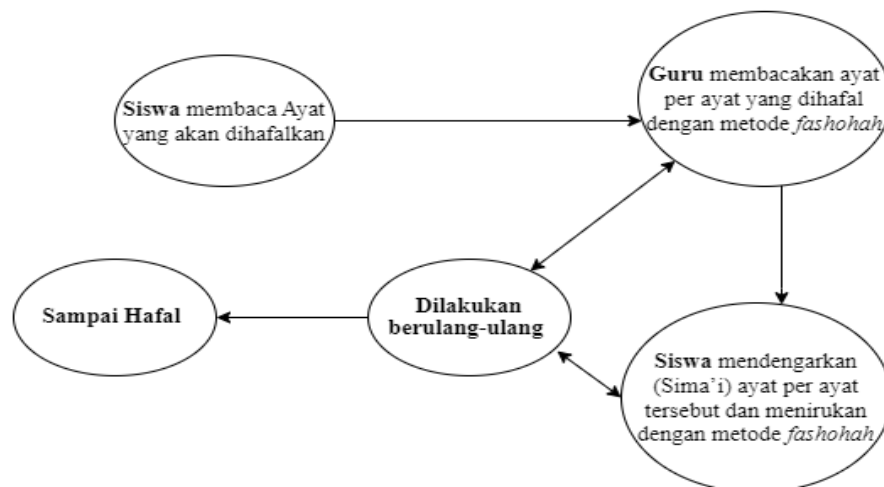 Siswa membaca Ayat
yang akan dihafalkan
Guru membacakan ayat
per ayat yang dihafal
dengan metode fashohah
Siswa mendengarkan
(Sima'i) ayat per ayat
tersebut dan menirukan
dengan metode fashohah
Dilakukan
berulang-ulang
Sampai Hafal